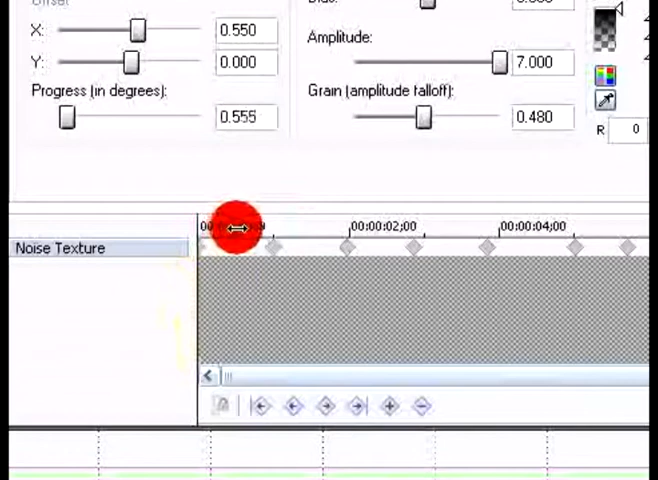 Offset
X: 0.550
Y: 0.000
Progress (in degrees):
0.555
Amplitude:
7.000
Grain (amplitude falloff):
0.480
R 0
00:00:02;00 00:00:04;00
Noise Texture